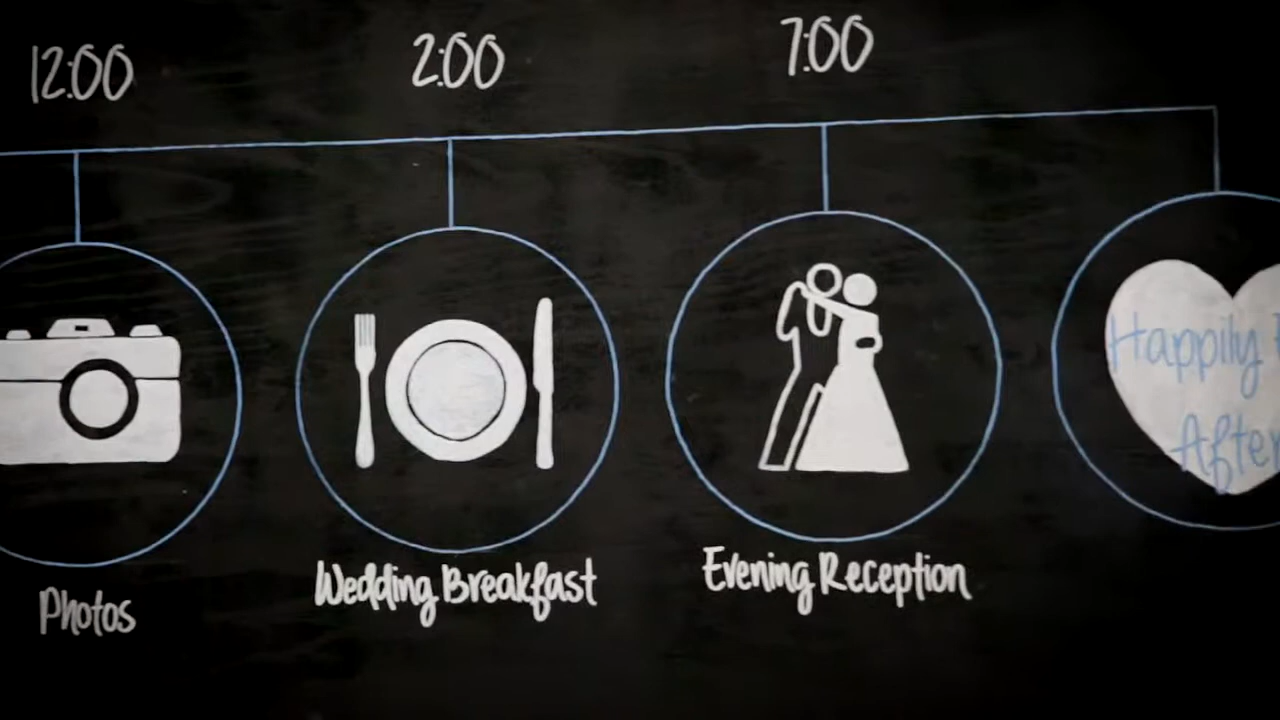 12:00
2:00
7:00
Happily
After
Photos
Wedding Breakfast
Evening Reception